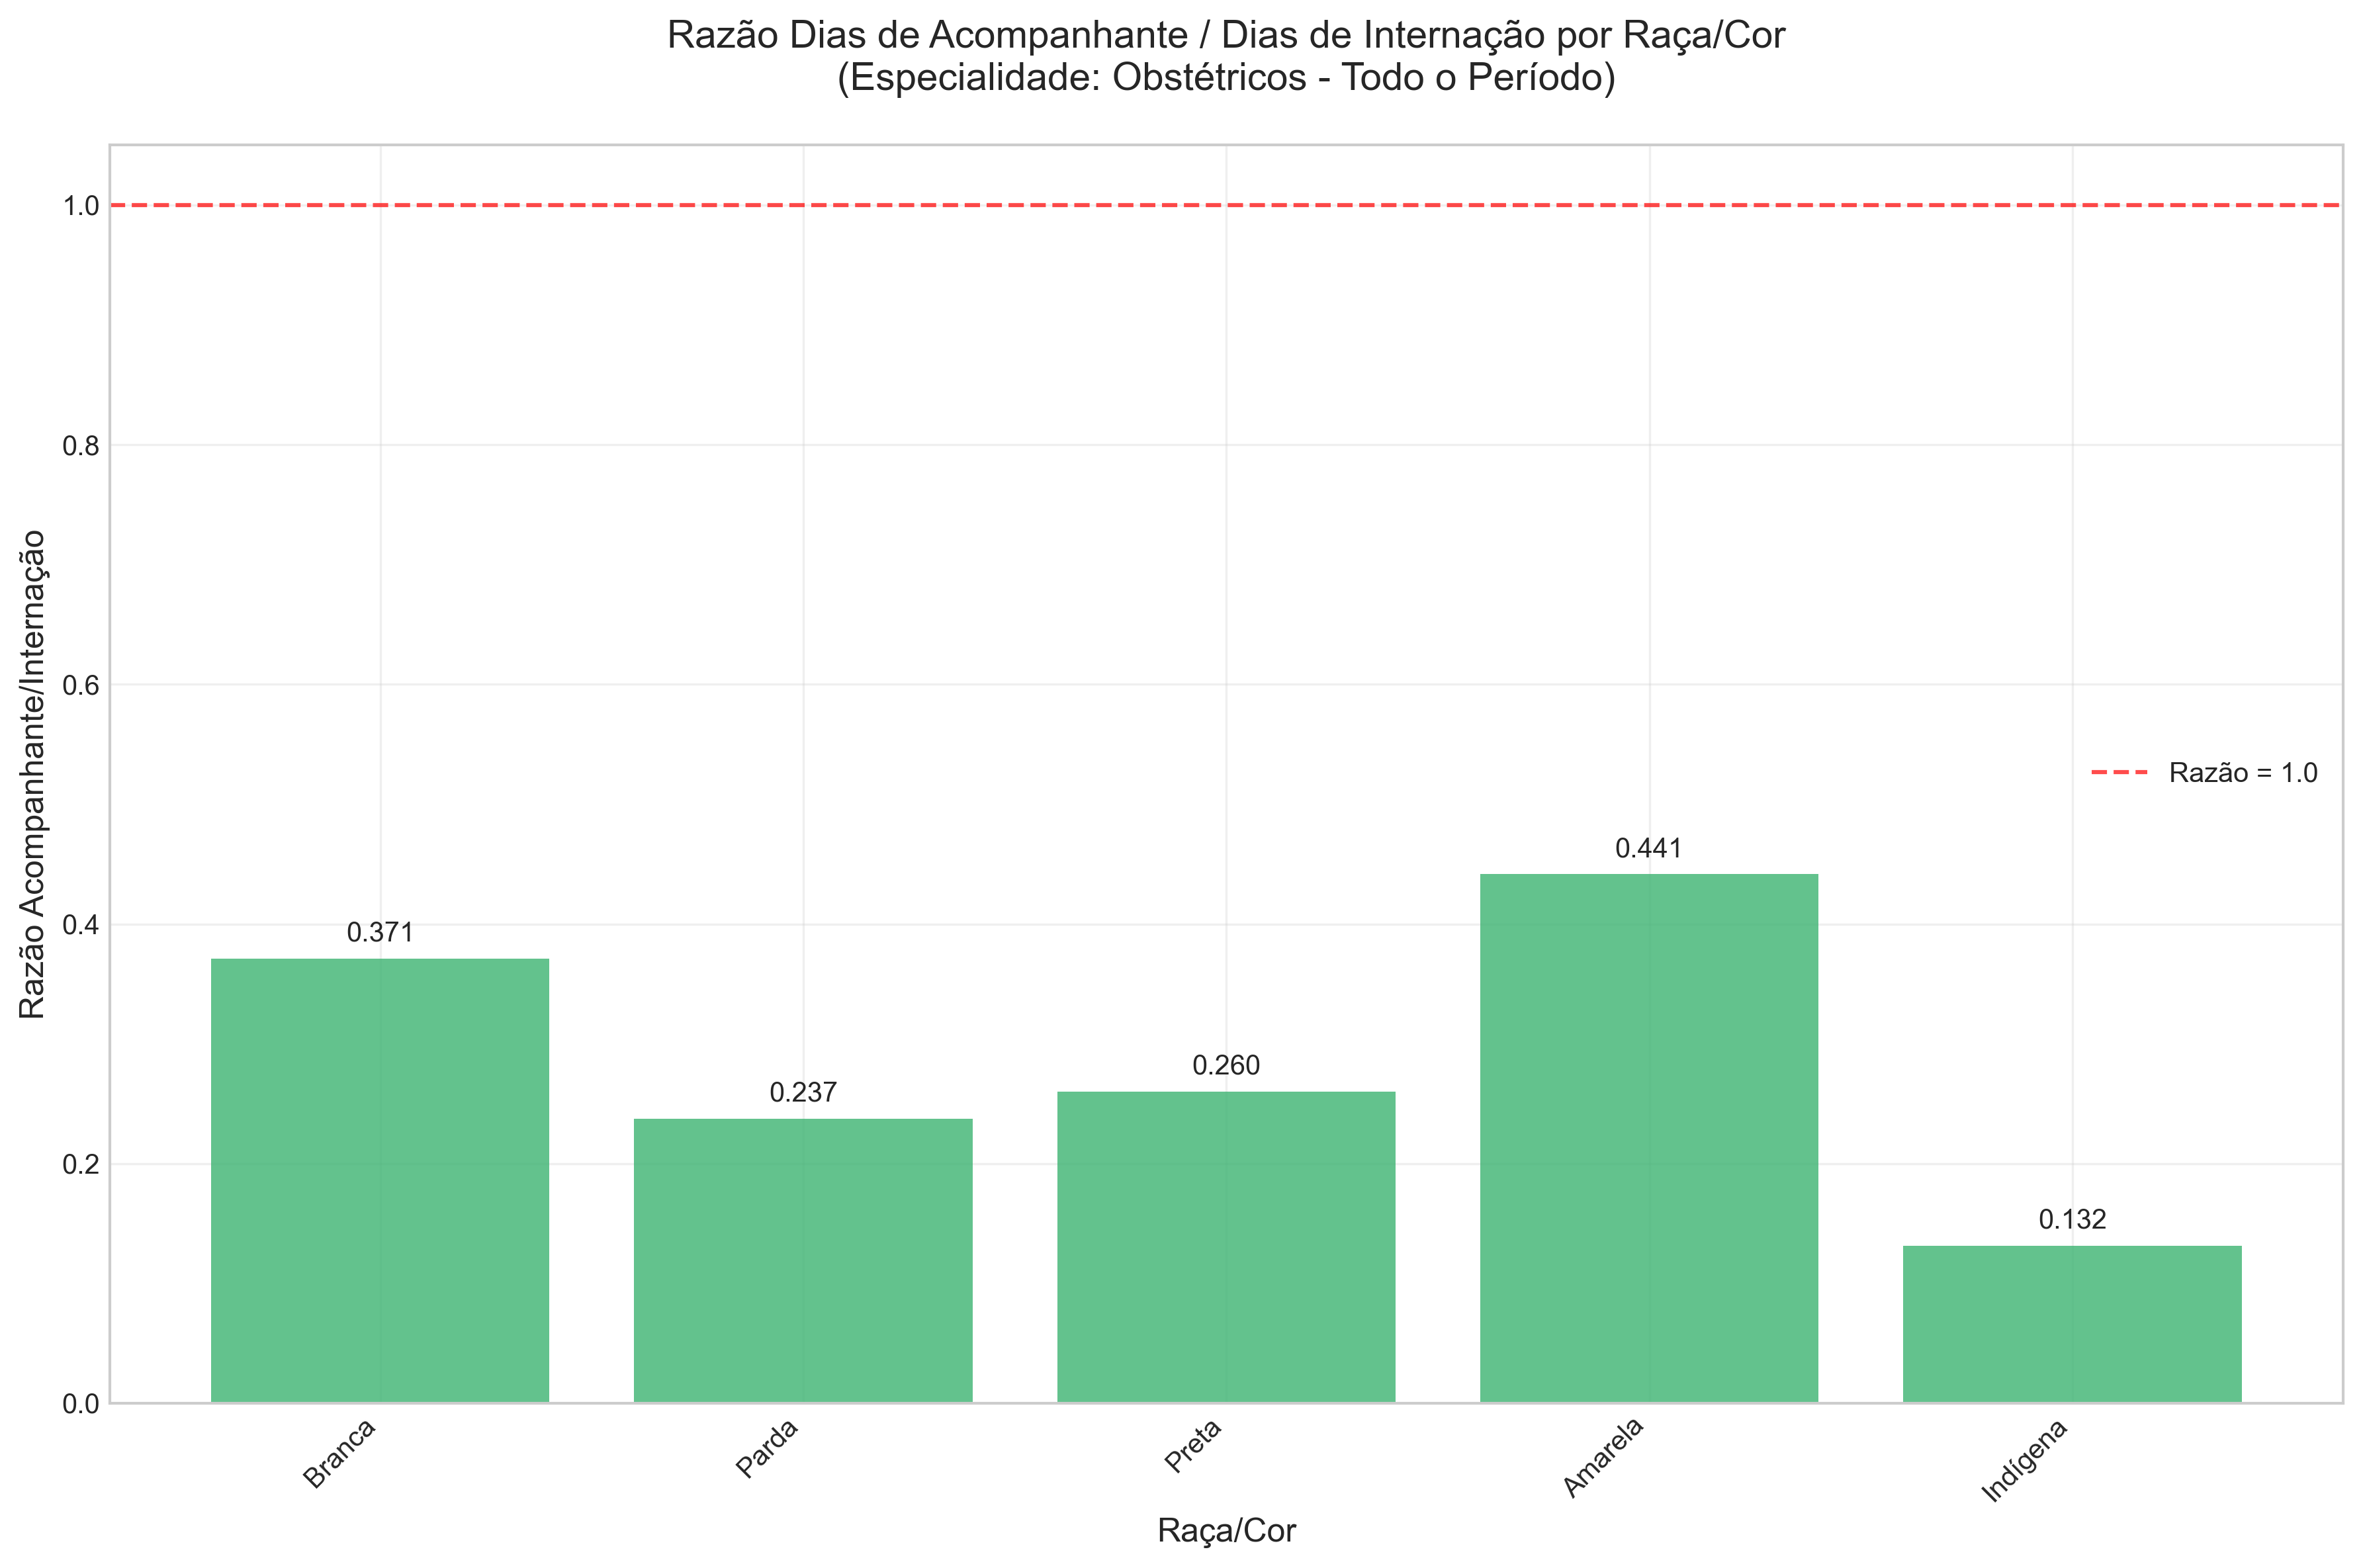 Razão Dias de Acompanhante / Dias de Internação por Raça/Cor
(Especialidade: Obstétricos - Todo o Período)
Razão Acompanhante/Internação
1.0
0.8
0.6
0.4
0.2
0.0
Razão = 1.0
0.371
0.237
0.260
0.441
0.132
Branca
Parda
Preta
Amarela
Indígena
Raça/Cor